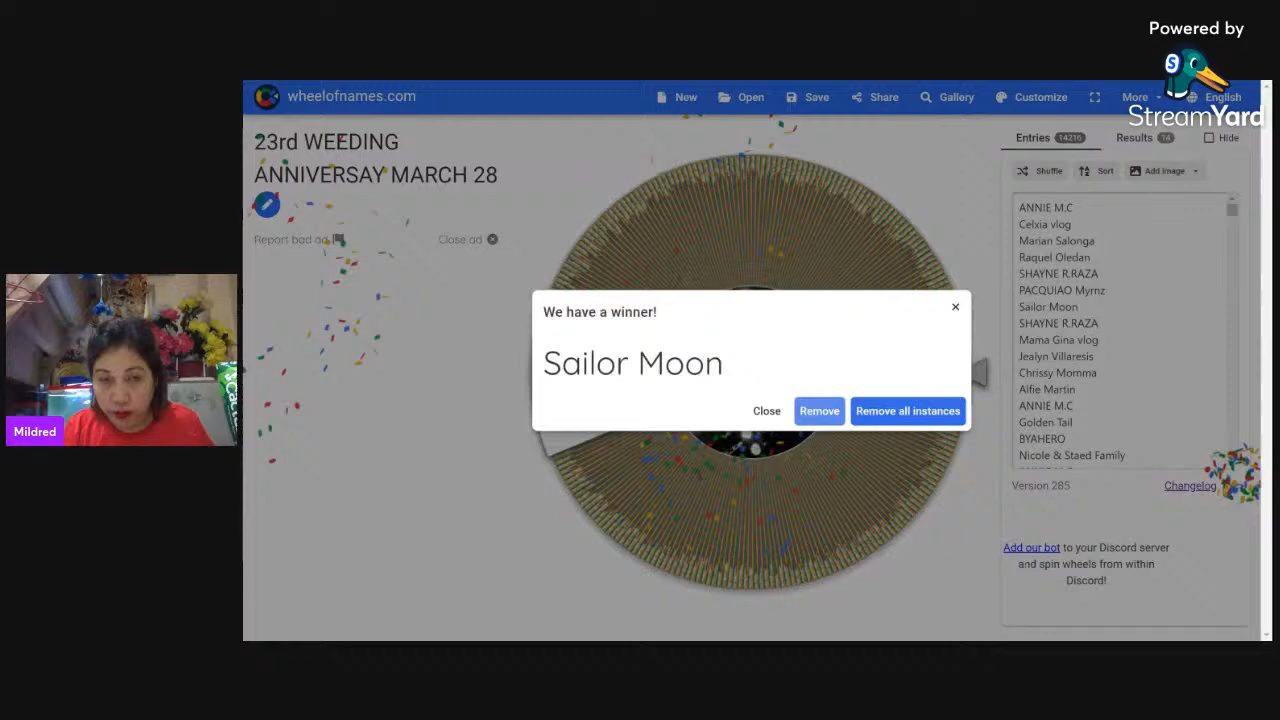 Powered by
StreamYard
wheelofnames.com
New Open Save Share Gallery Customize More English
23rd WEEDING
ANNIVERSAY MARCH 28
Report bad ad Close ad
Entries 14216 Results 14 Hide
Shuffle Sort Add image
ANNIE M.C
Celxia vlog
Marian Salonga
Raquel Oledan
SHAYNE R.RAZA
PACQUIAO Myrnz
Sailor Moon
SHAYNE R.RAZA
Mama Gina vlog
Jealyn Villaresis
Chrissy Momma
Alfie Martin
ANNIE M.C
Golden Tail
BYAHERO
Nicole & Staed Family
Version 285 Changelog
Add our bot to your Discord server
and spin wheels from within
Discord!
We have a winner!
Sailor Moon
Close Remove Remove all instances
Mildred